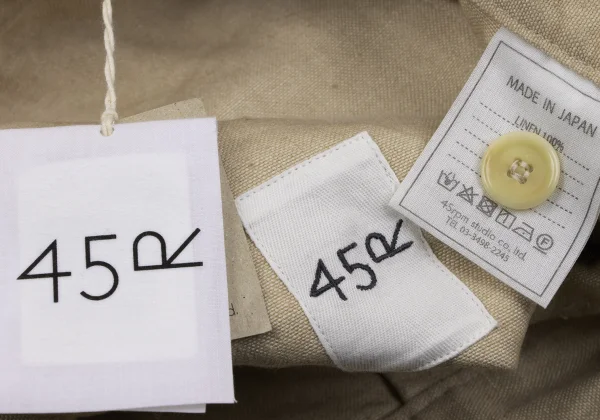 45R
d.
45R
MADE IN JAPAN
LINEN 100%
45rpm studio co., ltd.
TEL 03-3498-2245
F